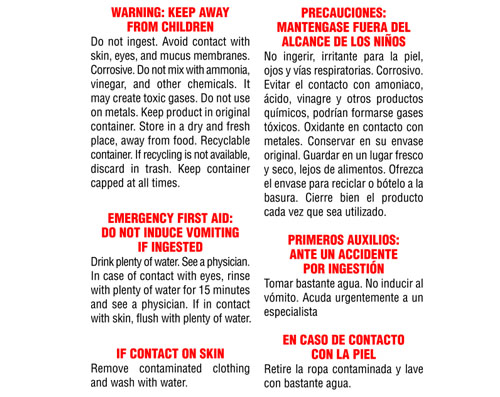 WARNING: KEEP AWAY
FROM CHILDREN
Do not ingest. Avoid contact with
skin, eyes, and mucus membranes.
Corrosive. Do not mix with ammonia,
vinegar, and other chemicals. It
may create toxic gases. Do not use
on metals. Keep product in original
container. Store in a dry and fresh
place, away from food. Recyclable
container. If recycling is not available,
discard in trash. Keep container
capped at all times.
EMERGENCY FIRST AID:
DO NOT INDUCE VOMITING
IF INGESTED
Drink plenty of water. See a physician.
In case of contact with eyes, rinse
with plenty of water for 15 minutes
and see a physician. If in contact
with skin, flush with plenty of water.
IF CONTACT ON SKIN
Remove contaminated clothing
and wash with water.
PRECAUCIONES:
MANTENGASE FUERA DEL
ALCANCE DE LOS NIÑOS
No ingerir, irritante para la piel,
ojos y vías respiratorias. Corrosivo.
Evitar el contacto con amoniaco,
ácido, vinagre y otros productos
químicos, podrían formarse gases
tóxicos. Oxidante en contacto con
metales. Conservar en su envase
original. Guardar en un lugar fresco
y seco, lejos de alimentos. Ofrezca
el envase para reciclar o bótelo a la
basura. Cierre bien el producto
cada vez que sea utilizado.
PRIMEROS AUXILIOS:
ANTE UN ACCIDENTE
POR INGESTIÓN
Tomar bastante agua. No inducir al
vómito. Acuda urgentemente a un
especialista
EN CASO DE CONTACTO
CON LA PIEL
Retire la ropa contaminada y lave
con bastante agua.